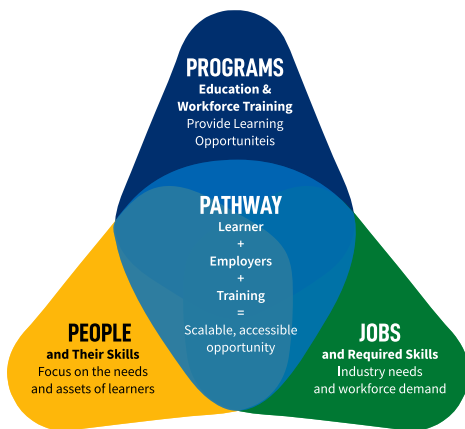 PROGRAMS
Education &
Workforce Training
Provide Learning
Opportuniteis
PATHWAY
Learner
+
Employers
+
Training
=
Scalable, accessible
opportunity
PEOPLE
and Their Skills
Focus on the needs
and assets of learners
JOBS
and Required Skills
Industry needs
and workforce demand